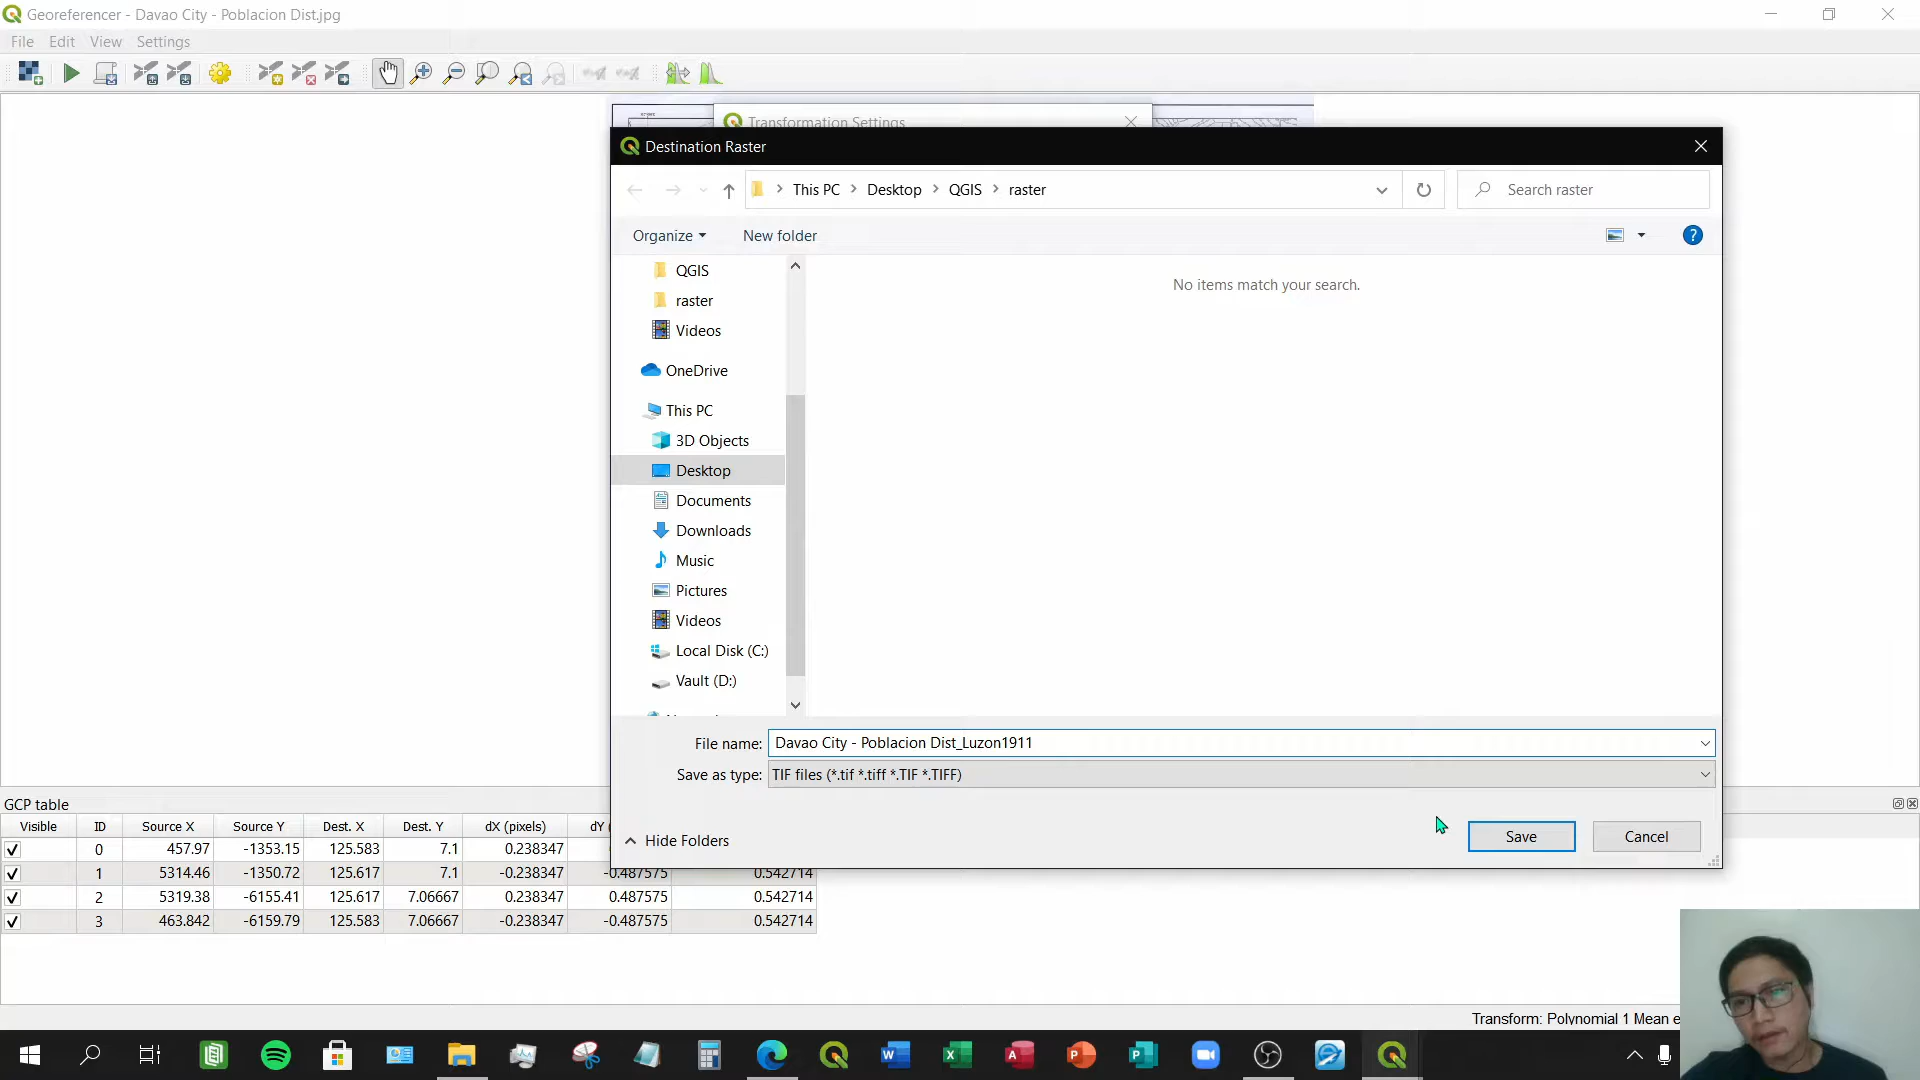 Georeferencer - Davao City - Poblacion Dist.jpg
File Edit View Settings
Transformation Settings
Destination Raster
This PC Desktop QGIS raster
Search raster
Organize New folder
QGIS
No items match your search.
raster
Videos
OneDrive
This PC
3D Objects
Desktop
Documents
Downloads
Music
Pictures
Videos
Local Disk (C:)
Vault (D:)
File name: Davao City - Poblacion Dist_Luzon1911
Save as type: TIF files (*.tif *.tiff *.TIF *.TIFF)
Hide Folders Save Cancel
GCP table
Visible ID Source X Source Y Dest. X Dest. Y dX (pixels) dY
0 457.97 -1353.15 125.583 7.1 0.238347
1 5314.46 -1350.72 125.617 7.1 -0.238347 -0.487575 0.542714
2 5319.38 -6155.41 125.617 7.06667 0.238347 0.487575 0.542714
3 463.842 -6159.79 125.583 7.06667 -0.238347 -0.487575 0.542714
Transform: Polynomial 1 Mean